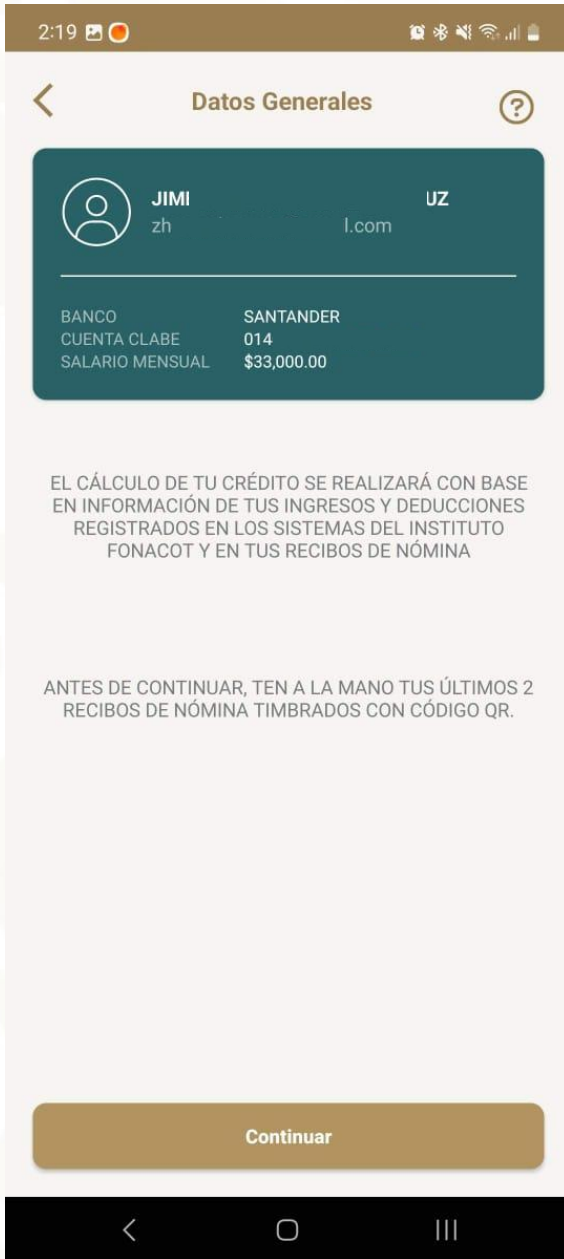 2:19
Datos Generales
JIMI UZ
zh l.com
BANCO SANTANDER
CUENTA CLABE 014
SALARIO MENSUAL $33,000.00
EL CÁLCULO DE TU CRÉDITO SE REALIZARÁ CON BASE
EN INFORMACIÓN DE TUS INGRESOS Y DEDUCCIONES
REGISTRADOS EN LOS SISTEMAS DEL INSTITUTO
FONACOT Y EN TUS RECIBOS DE NÓMINA
ANTES DE CONTINUAR, TEN A LA MANO TUS ÚLTIMOS 2
RECIBOS DE NÓMINA TIMBRADOS CON CÓDIGO QR.
Continuar